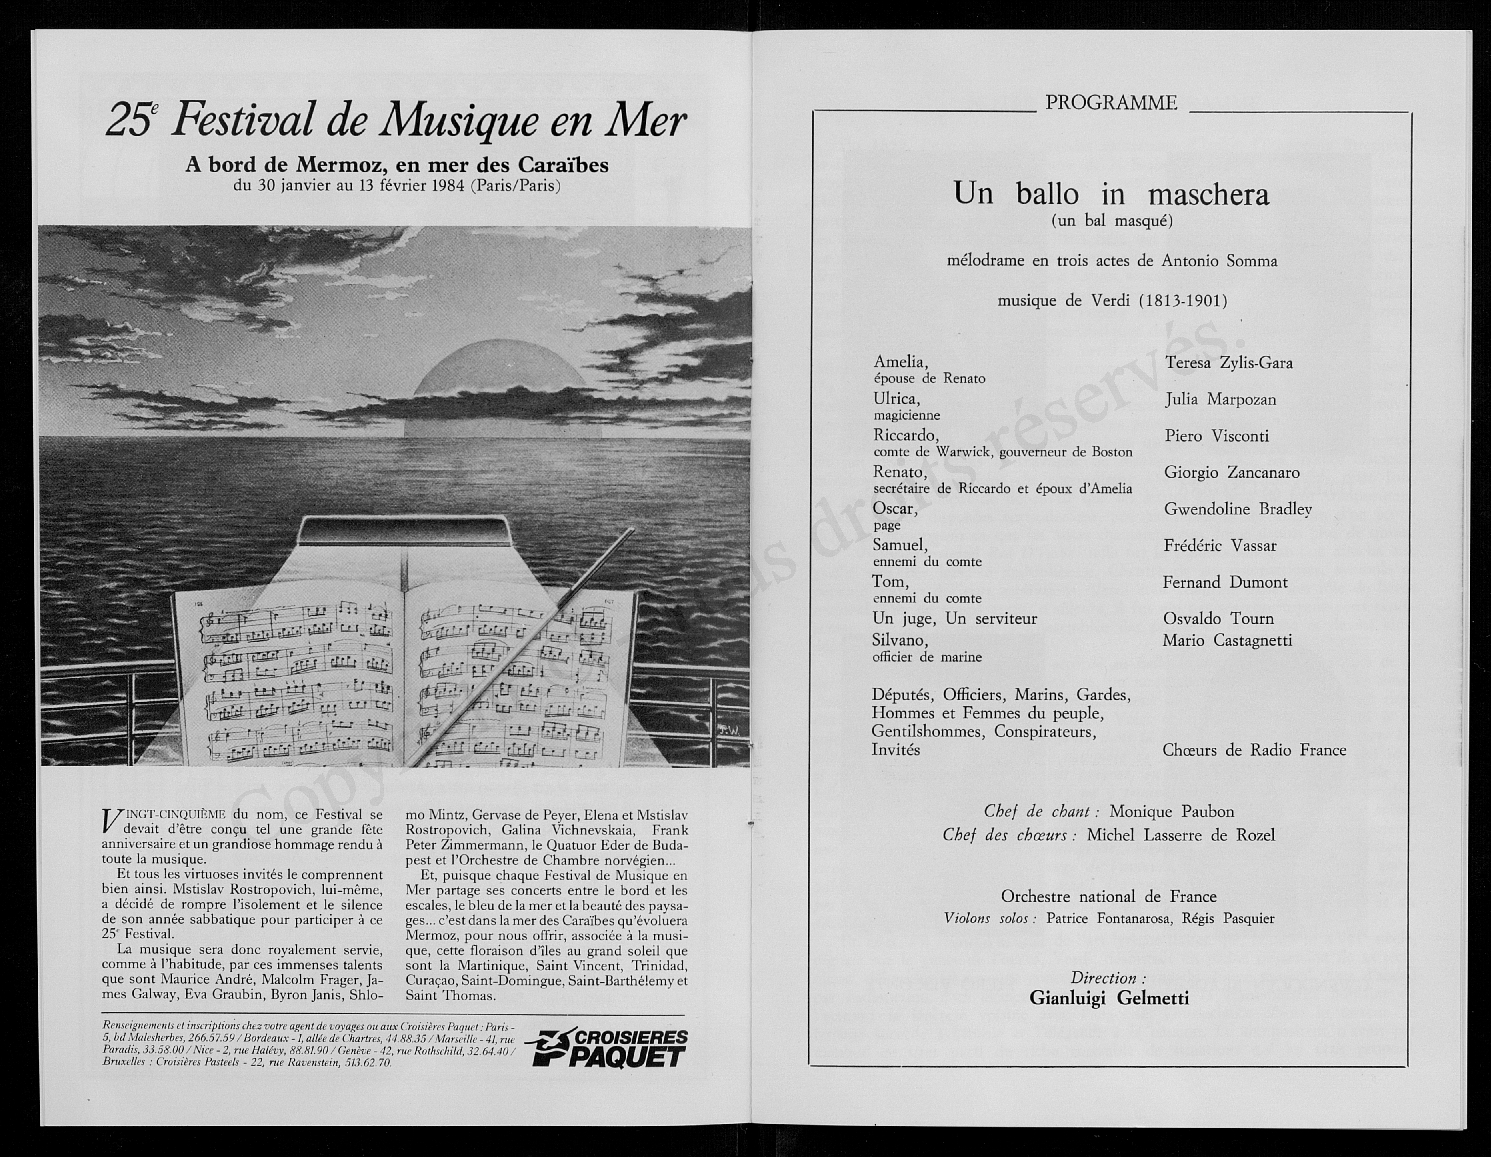 25e Festival de Musique en Mer
A bord de Mermoz, en mer des Caraïbes
du 30 janvier au 13 février 1984 (Paris/Paris)
J.W.
VINGT-CINQUIÈME du nom, ce Festival se
devait d'être conçu tel une grande fête
anniversaire et un grandiose hommage rendu à
toute la musique.
Et tous les virtuoses invités le comprennent
bien ainsi. Mstislav Rostropovich, lui-même,
a décidé de rompre l'isolement et le silence
de son année sabbatique pour participer à ce
25e Festival.
La musique sera donc royalement servie,
comme à l'habitude, par ces immenses talents
que sont Maurice André, Malcolm Frager, Ja-
mes Galway, Eva Graubin, Byron Janis, Shlo-
mo Mintz, Gervase de Peyer, Elena et Mstislav
Rostropovich, Galina Vichnevskaia, Frank
Peter Zimmermann, le Quatuor Eder de Buda-
pest et l'Orchestre de Chambre norvégien...
Et, puisque chaque Festival de Musique en
Mer partage ses concerts entre le bord et les
escales, le bleu de la mer et la beauté des paysa-
ges... c'est dans la mer des Caraïbes qu'évoluera
Mermoz, pour nous offrir, associée à la musi-
que, cette floraison d'îles au grand soleil que
sont la Martinique, Saint Vincent, Trinidad,
Curaçao, Saint-Domingue, Saint-Barthélemy et
Saint Thomas.
Renseignements et inscriptions chez votre agent de voyages ou aux Croisières Paquet : Paris -
5, bd Malesherbes, 266.57.59 / Bordeaux - 1, allée de Chartres, 44.88.35 / Marseille - 41, rue
Paradis, 33.58.00 / Nice - 2, rue Halévy, 88.81.90 / Genève - 42, rue Rothschild, 32.64.40 /
Bruxelles : Croisières Pasteels - 22, rue Ravenstein, 513.62.70.
CROISIERES
PAQUET
PROGRAMME
Un ballo in maschera
(un bal masqué)
mélodrame en trois actes de Antonio Somma
musique de Verdi (1813-1901)
Amelia, Teresa Zylis-Gara
épouse de Renato
Ulrica, Julia Marpozan
magicienne
Riccardo, Piero Visconti
comte de Warwick, gouverneur de Boston
Renato, Giorgio Zancanaro
secrétaire de Riccardo et époux d'Amelia
Oscar, Gwendoline Bradley
page
Samuel, Frédéric Vassar
ennemi du comte
Tom, Fernand Dumont
ennemi du comte
Un juge, Un serviteur Osvaldo Tourn
Silvano, Mario Castagnetti
officier de marine
Députés, Officiers, Marins, Gardes,
Hommes et Femmes du peuple,
Gentilshommes, Conspirateurs,
Invités Chœurs de Radio France
Chef de chant : Monique Paubon
Chef des chœurs : Michel Lasserre de Rozel
Orchestre national de France
Violons solos : Patrice Fontanarosa, Régis Pasquier
Direction :
Gianluigi Gelmetti